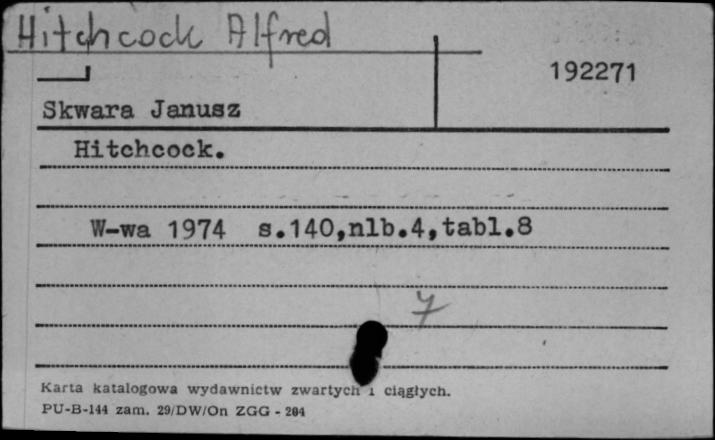 Hitchcock Alfred
192271
Skwara Janusz
Hitchcock.
W-wa 1974 s.140,nlb.4,tabl.8
7
Karta katalogowa wydawnictw zwartych i ciągłych.
PU-B-144 zam. 29/DW/On ZGG - 204